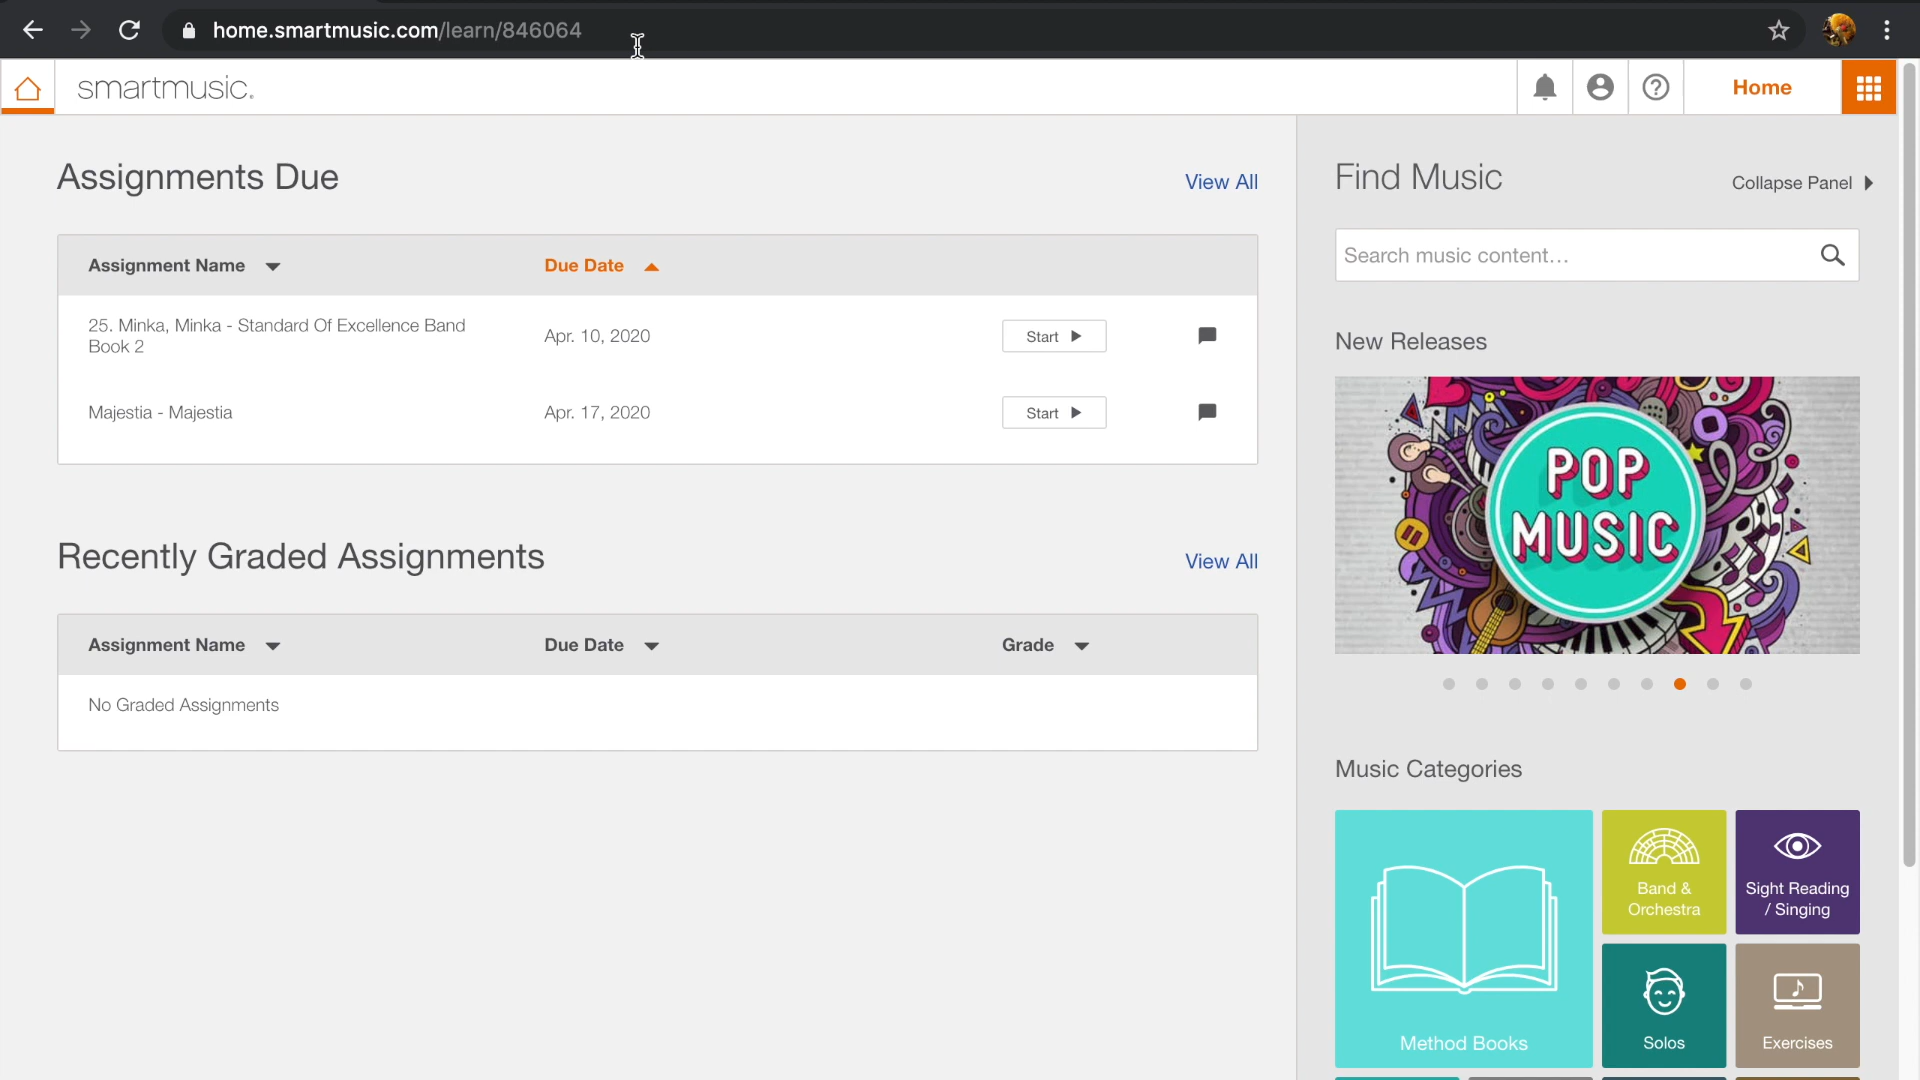 home.smartmusic.com/learn/846064
smartmusic.
Home
Assignments Due
View All
Assignment Name
Due Date
25. Minka, Minka - Standard Of Excellence Band
Book 2
Apr. 10, 2020
Start
Majestia - Majestia
Apr. 17, 2020
Start
Recently Graded Assignments
View All
Assignment Name
Due Date
Grade
No Graded Assignments
Find Music
Collapse Panel
Search music content...
New Releases
POP
MUSIC
Music Categories
Method Books
Band &
Orchestra
Sight Reading
/ Singing
Solos
Exercises